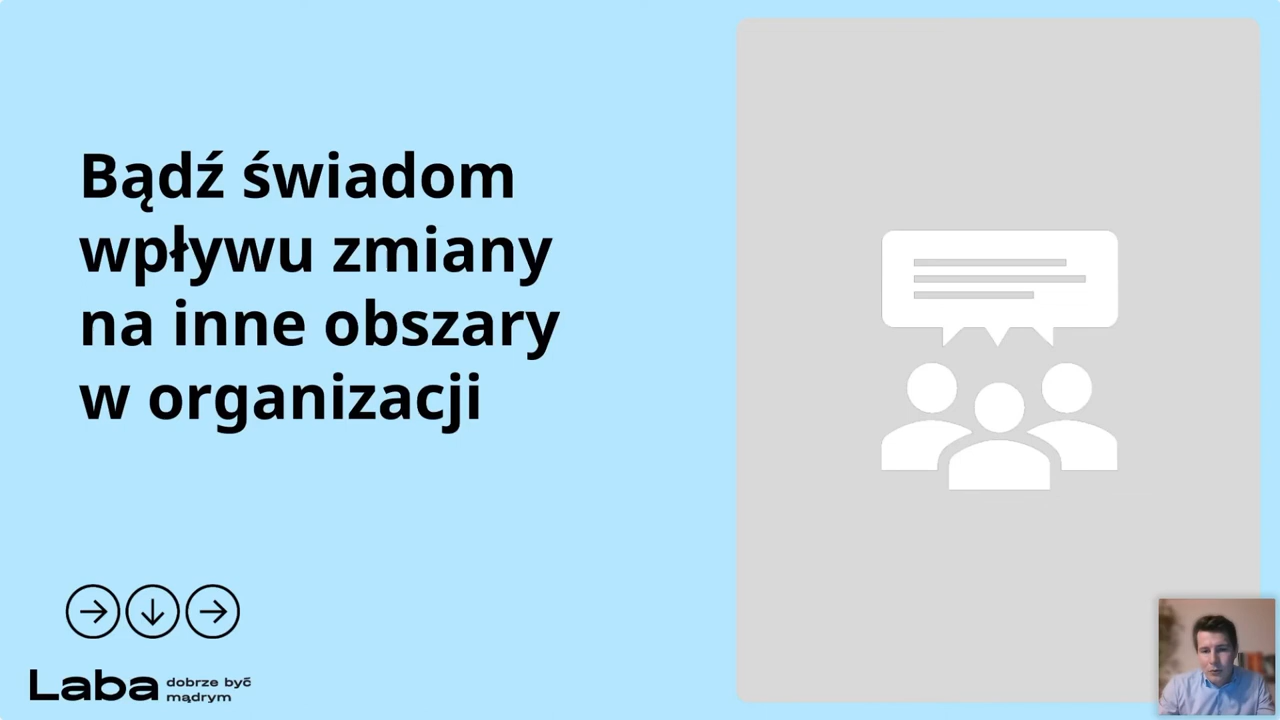 Bądź świadom
wpływu zmiany
na inne obszary
w organizacji
Laba
dobrze być
mądrym